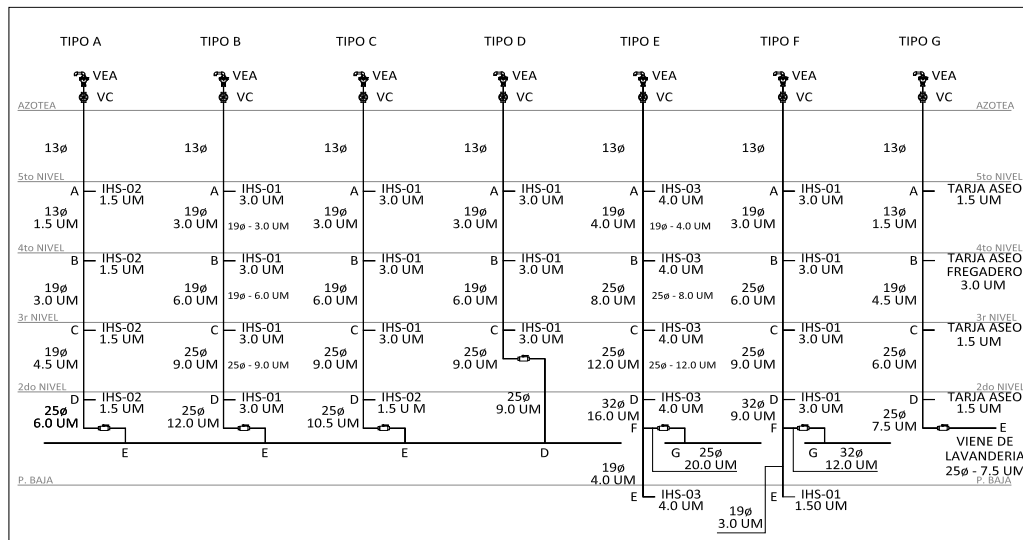 TIPO A TIPO B TIPO C TIPO D TIPO E TIPO F TIPO G
VEA VEA VEA VEA VEA VEA VEA
VC VC VC VC VC VC VC
AZOTEA AZOTEA
13ø 13ø 13ø 13ø 13ø 13ø 13ø
5to NIVEL 5to NIVEL
A IHS-02 A IHS-01 A IHS-01 A IHS-01 A IHS-03 A IHS-01 A TARJA ASEO
1.5 UM 3.0 UM 3.0 UM 3.0 UM 4.0 UM 3.0 UM 1.5 UM
13ø 19ø 19ø 19ø 19ø 19ø 13ø
1.5 UM 3.0 UM 19ø - 3.0 UM 3.0 UM 3.0 UM 4.0 UM 19ø - 4.0 UM 3.0 UM 1.5 UM
4to NIVEL 4to NIVEL
B IHS-02 B IHS-01 B IHS-01 B IHS-01 B IHS-03 B IHS-01 B TARJA ASEO
1.5 UM 3.0 UM 3.0 UM 3.0 UM 4.0 UM 3.0 UM FREGADERO
3.0 UM
19ø 19ø 19ø 19ø 25ø 25ø 19ø
3.0 UM 6.0 UM 19ø - 6.0 UM 6.0 UM 6.0 UM 8.0 UM 25ø - 8.0 UM 6.0 UM 4.5 UM
3r NIVEL 3r NIVEL
C IHS-02 C IHS-01 C IHS-01 C IHS-01 C IHS-03 C IHS-01 C TARJA ASEO
1.5 UM 3.0 UM 3.0 UM 3.0 UM 4.0 UM 3.0 UM 1.5 UM
19ø 25ø 25ø 25ø 25ø 25ø 25ø
4.5 UM 9.0 UM 25ø - 9.0 UM 9.0 UM 9.0 UM 12.0 UM 25ø - 12.0 UM 9.0 UM 6.0 UM
2do NIVEL 2do NIVEL
D IHS-02 D IHS-01 D IHS-01 25ø 32ø D IHS-03 32ø D IHS-01 D TARJA ASEO
1.5 UM 3.0 UM 1.5 U M 9.0 UM 16.0 UM 4.0 UM 9.0 UM 3.0 UM 1.5 UM
25ø 25ø 25ø 25ø
6.0 UM 12.0 UM 10.5 UM 7.5 UM
F F E
E E E D G 25ø G 32ø VIENE DE
20.0 UM 12.0 UM LAVANDERIA
19ø 25ø - 7.5 UM
4.0 UM
P. BAJA P. BAJA
E IHS-03 E IHS-01
4.0 UM 1.50 UM
19ø
3.0 UM